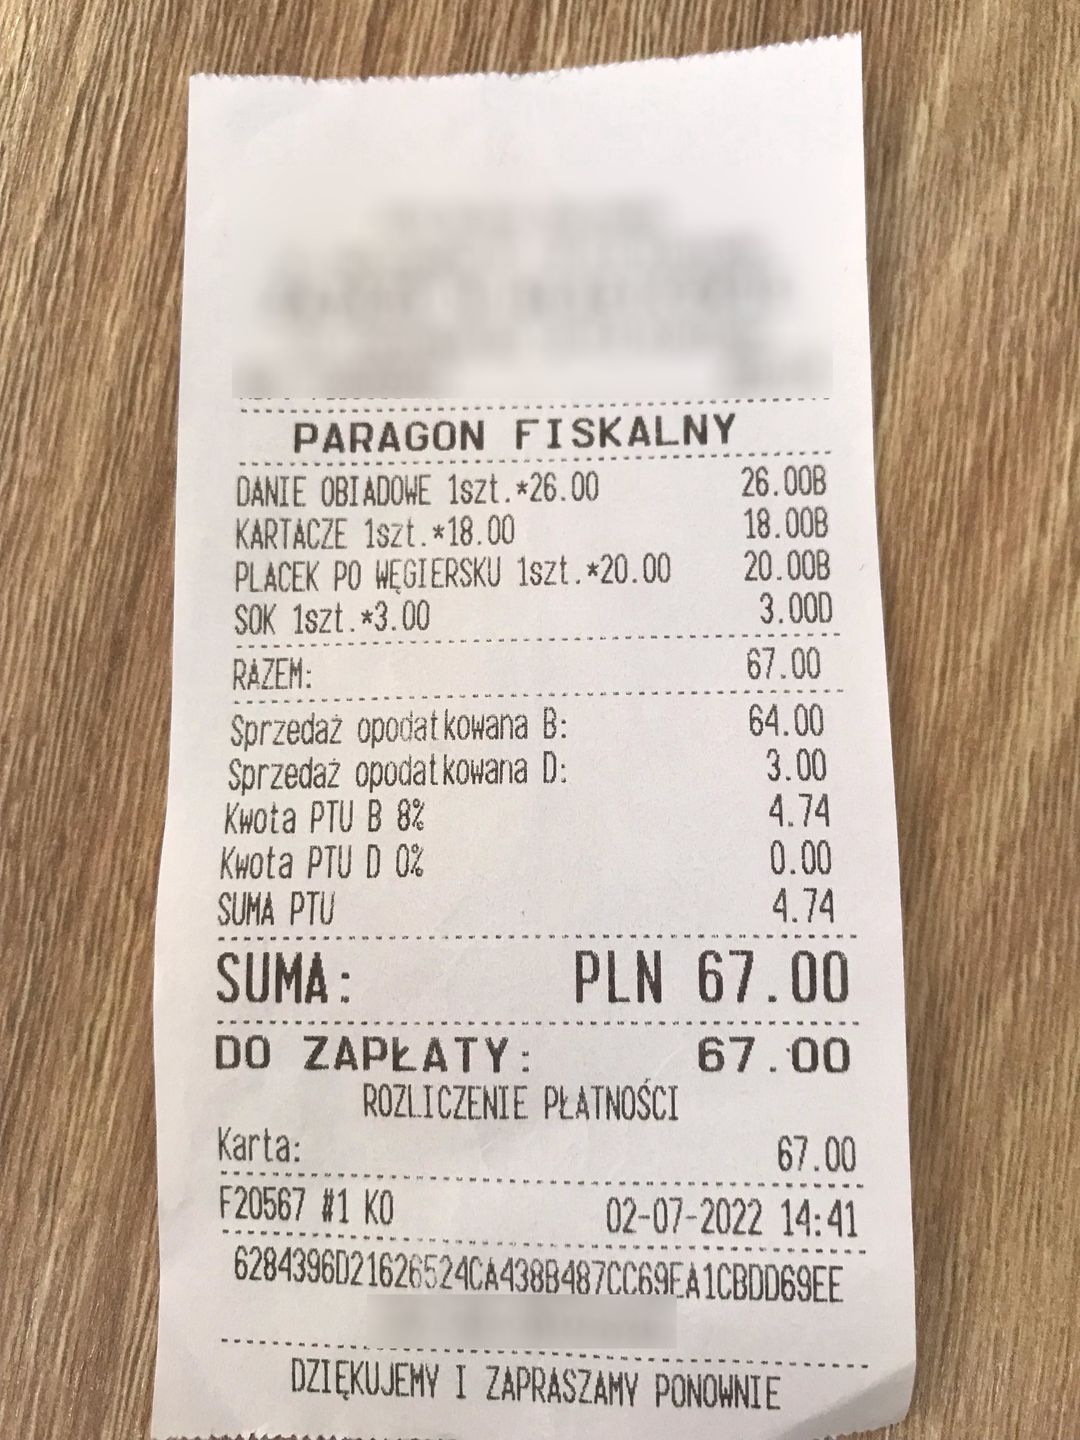 PARAGON FISKALNY
DANIE OBIADOWE 1szt.*26.00 26.00B
KARTACZE 1szt.*18.00 18.00B
PLACEK PO WĘGIERSKU 1szt.*20.00 20.00B
SOK 1szt.*3.00 3.00D
RAZEM: 67.00
Sprzedaż opodatkowana B: 64.00
Sprzedaż opodatkowana D: 3.00
Kwota PTU B 8% 4.74
Kwota PTU D 0% 0.00
SUMA PTU 4.74
SUMA: PLN 67.00
DO ZAPŁATY: 67.00
ROZLICZENIE PŁATNOŚCI
Karta: 67.00
F20567 #1 KO 02-07-2022 14:41
6284396D21626524CA438B487CC69EA1CBDD69EE
DZIĘKUJEMY I ZAPRASZAMY PONOWNIE